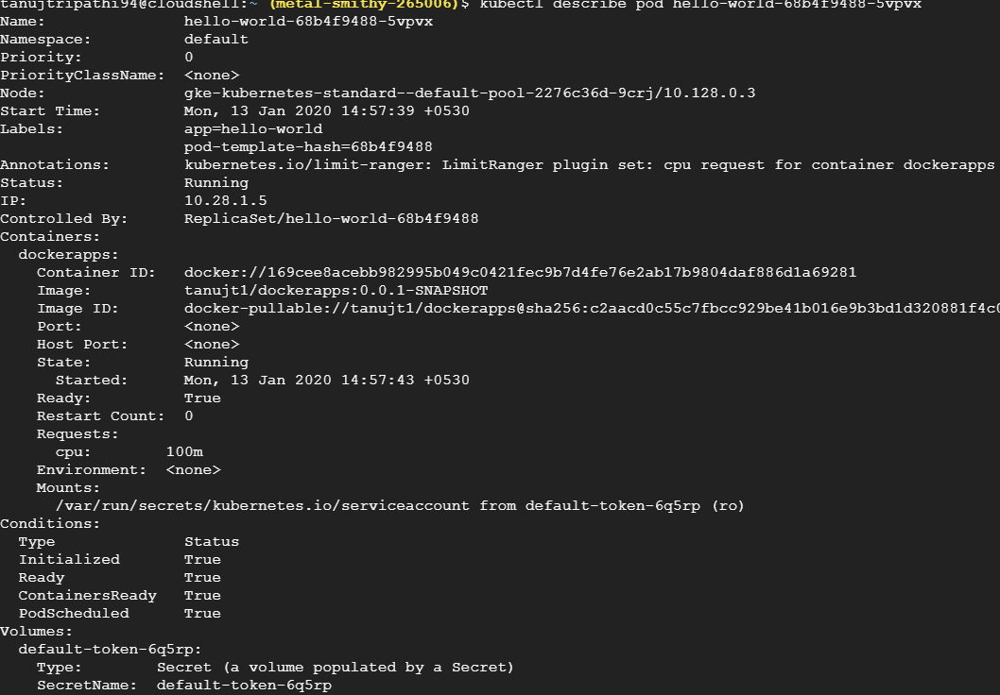 tanujtripathi94@cloudshell:~ (metal-smithy-265006)$ kubectl describe pod hello-world-68b4f9488-5vpvx
Name:               hello-world-68b4f9488-5vpvx
Namespace:          default
Priority:           0
PriorityClassName:  <none>
Node:               gke-kubernetes-standard--default-pool-2276c36d-9crj/10.128.0.3
Start Time:         Mon, 13 Jan 2020 14:57:39 +0530
Labels:             app=hello-world
                    pod-template-hash=68b4f9488
Annotations:        kubernetes.io/limit-ranger: LimitRanger plugin set: cpu request for container dockerapps
Status:             Running
IP:                 10.28.1.5
Controlled By:      ReplicaSet/hello-world-68b4f9488
Containers:
  dockerapps:
    Container ID:   docker://169cee8acebb982995b049c0421fec9b7d4fe76e2ab17b9804daf886d1a69281
    Image:          tanujt1/dockerapps:0.0.1-SNAPSHOT
    Image ID:       docker-pullable://tanujt1/dockerapps@sha256:c2aacd0c55c7fbcc929be41b016e9b3bd1d320881f4c0
    Port:           <none>
    Host Port:      <none>
    State:          Running
      Started:      Mon, 13 Jan 2020 14:57:43 +0530
    Ready:          True
    Restart Count:  0
    Requests:
      cpu:        100m
    Environment:  <none>
    Mounts:
      /var/run/secrets/kubernetes.io/serviceaccount from default-token-6q5rp (ro)
Conditions:
  Type              Status
  Initialized       True
  Ready             True
  ContainersReady   True
  PodScheduled      True
Volumes:
  default-token-6q5rp:
    Type:        Secret (a volume populated by a Secret)
    SecretName:  default-token-6q5rp